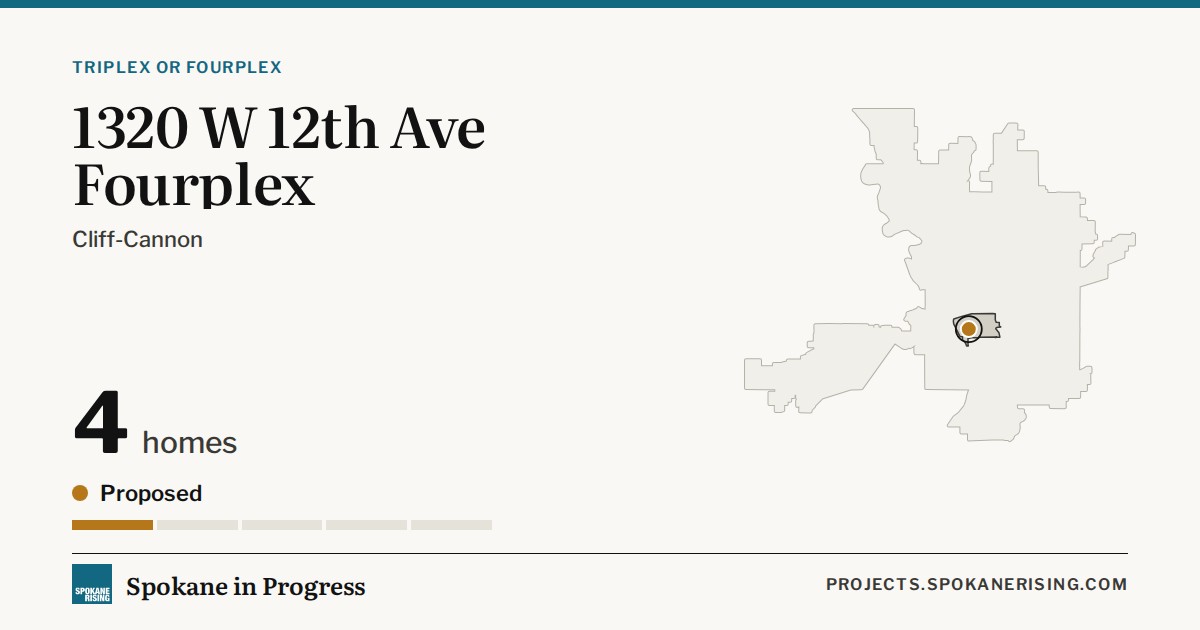 TRIPLEX OR FOURPLEX
1320 W 12th Ave
Fourplex
Cliff-Cannon
4 homes
Proposed
SPOKANE
RISING
Spokane in Progress
PROJECTS.SPOKANERISING.COM